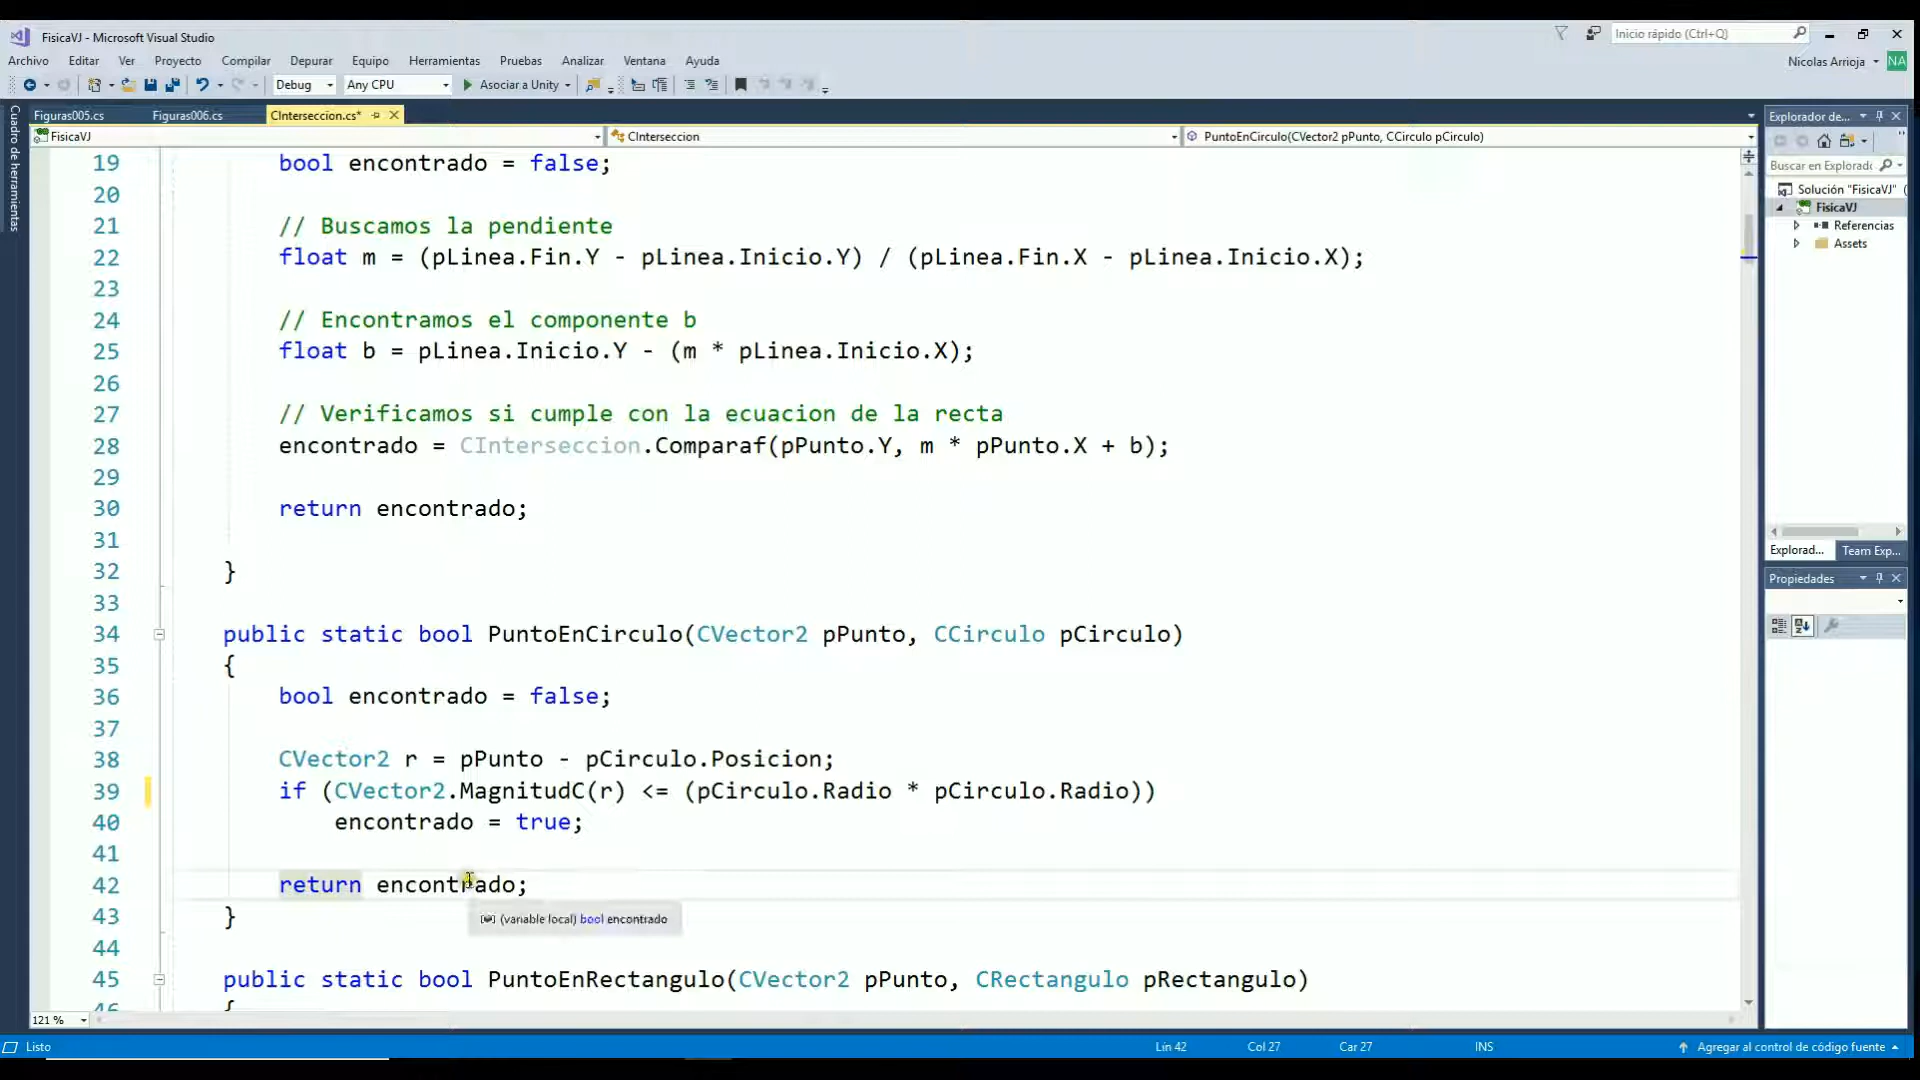 FisicaVJ - Microsoft Visual Studio
Inicio rápido (Ctrl+Q)
Archivo Editar Ver Proyecto Compilar Depurar Equipo Herramientas Pruebas Analizar Ventana Ayuda
Nicolas Arrioja NA
Debug Any CPU Asociar a Unity
Cuadro de herramientas
Figuras005.cs Figuras006.cs CInterseccion.cs*
FisicaVJ CInterseccion PuntoEnCirculo(CVector2 pPunto, CCirculo pCirculo)
19 bool encontrado = false;
20
21 // Buscamos la pendiente
22 float m = (pLinea.Fin.Y - pLinea.Inicio.Y) / (pLinea.Fin.X - pLinea.Inicio.X);
23
24 // Encontramos el componente b
25 float b = pLinea.Inicio.Y - (m * pLinea.Inicio.X);
26
27 // Verificamos si cumple con la ecuacion de la recta
28 encontrado = CInterseccion.Comparaf(pPunto.Y, m * pPunto.X + b);
29
30 return encontrado;
31
32 }
33
34 public static bool PuntoEnCirculo(CVector2 pPunto, CCirculo pCirculo)
35 {
36 bool encontrado = false;
37
38 CVector2 r = pPunto - pCirculo.Posicion;
39 if (CVector2.MagnitudC(r) <= (pCirculo.Radio * pCirculo.Radio))
40 encontrado = true;
41
42 return encontrado;
43 }
(variable local) bool encontrado
44
45 public static bool PuntoEnRectangulo(CVector2 pPunto, CRectangulo pRectangulo)
46 {
121 %
Explorador de...
Buscar en Explorado
Solución "FisicaVJ" (
FisicaVJ
Referencias
Assets
Explorad... Team Exp...
Propiedades
Listo Lín 42 Col 27 Car 27 INS Agregar al control de código fuente